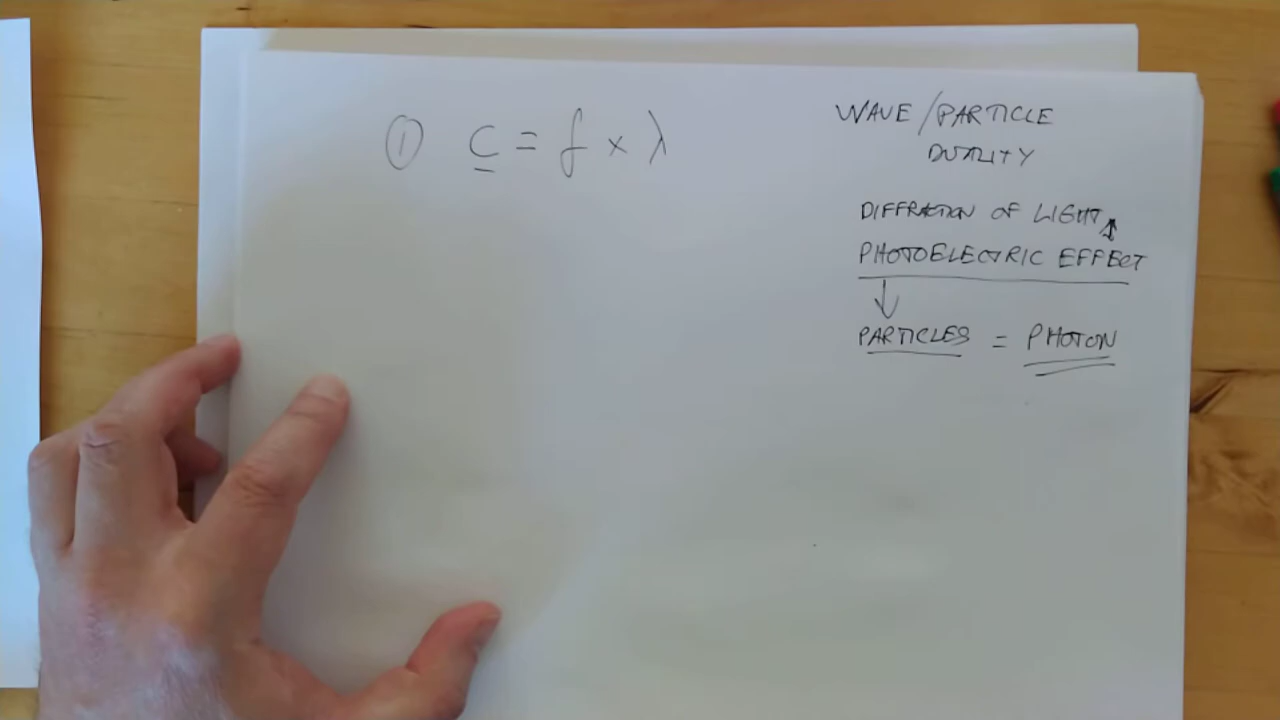 ① c = f × λ
WAVE/PARTICLE
DUALITY
DIFFRACTION OF LIGHT
PHOTOELECTRIC EFFECT
↓
PARTICLES = PHOTON